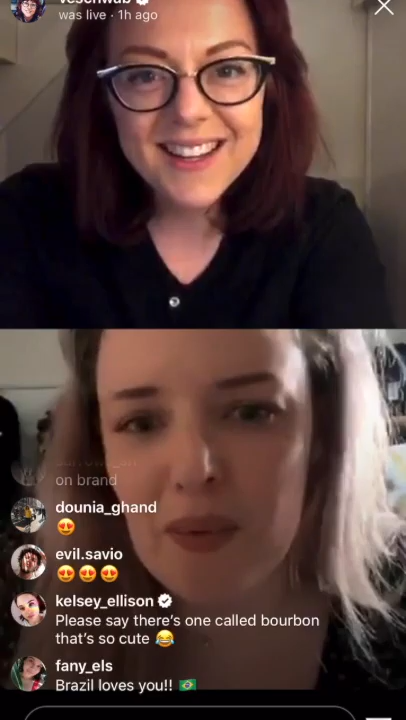 veschwab
was live · 1h ago
on brand
dounia_ghand
😍
evil.savio
😍😍😍
kelsey_ellison
Please say there's one called bourbon
that's so cute 😂
fany_els
Brazil loves you!! 🇧🇷